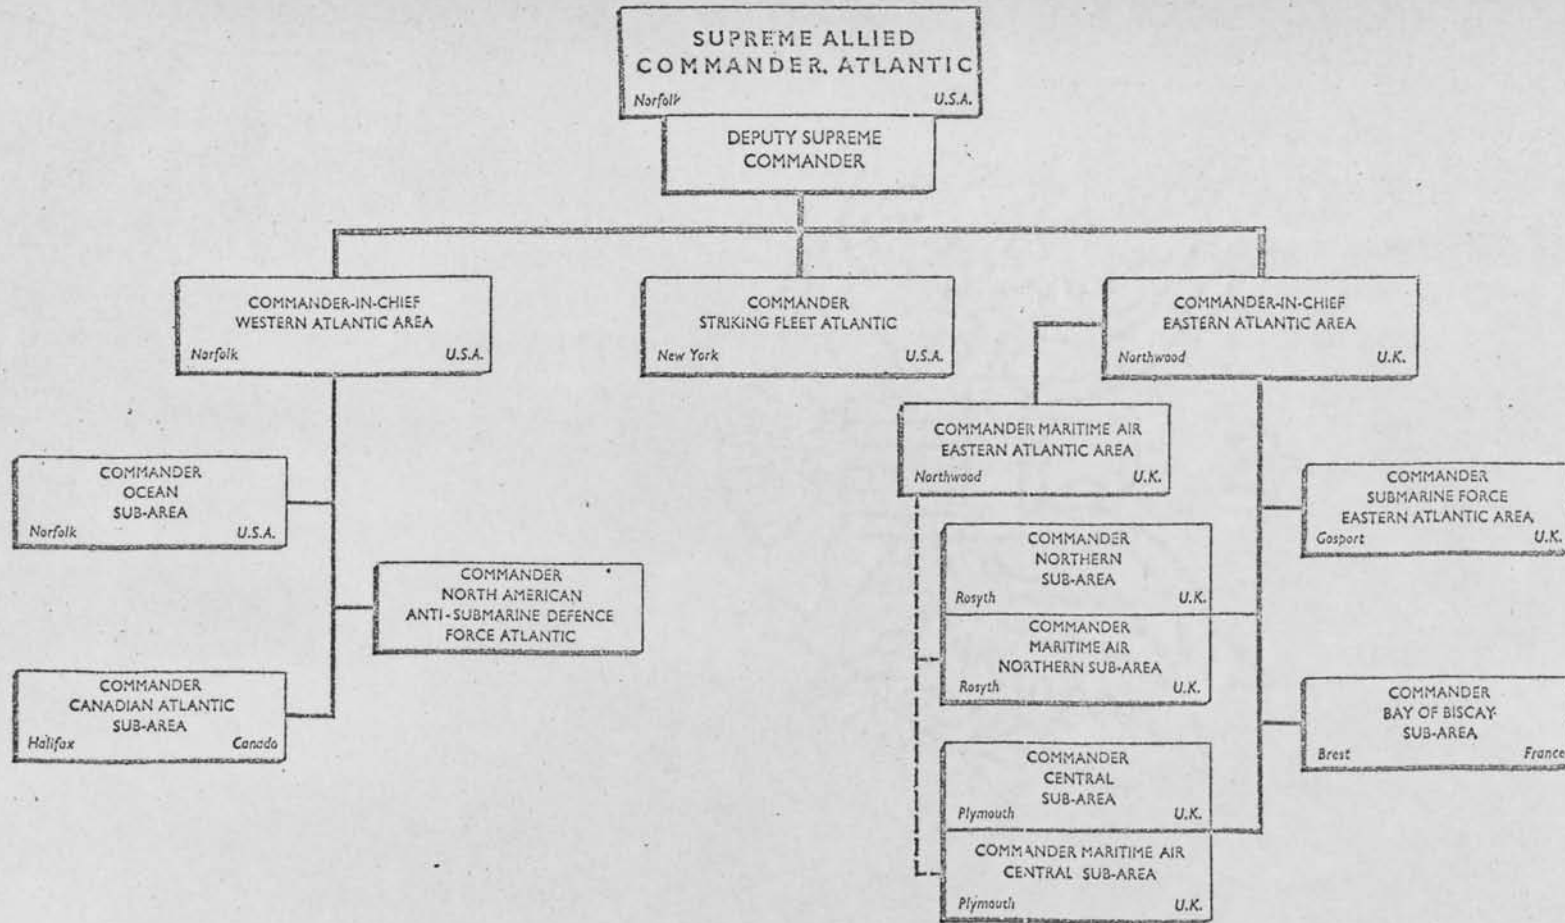 SUPREME ALLIED
COMMANDER, ATLANTIC
Norfolk U.S.A.
DEPUTY SUPREME
COMMANDER
COMMANDER-IN-CHIEF
WESTERN ATLANTIC AREA
Norfolk U.S.A.
COMMANDER
STRIKING FLEET ATLANTIC
New York U.S.A.
COMMANDER-IN-CHIEF
EASTERN ATLANTIC AREA
Northwood U.K.
COMMANDER MARITIME AIR
EASTERN ATLANTIC AREA
Northwood U.K.
COMMANDER
OCEAN
SUB-AREA
Norfolk U.S.A.
COMMANDER
NORTH AMERICAN
ANTI-SUBMARINE DEFENCE
FORCE ATLANTIC
COMMANDER
CANADIAN ATLANTIC
SUB-AREA
Halifax Canada
COMMANDER
SUBMARINE FORCE
EASTERN ATLANTIC AREA
Gosport U.K.
COMMANDER
NORTHERN
SUB-AREA
Rosyth U.K.
COMMANDER
MARITIME AIR
NORTHERN SUB-AREA
Rosyth U.K.
COMMANDER
BAY OF BISCAY
SUB-AREA
Brest France
COMMANDER
CENTRAL
SUB-AREA
Plymouth U.K.
COMMANDER MARITIME AIR
CENTRAL SUB-AREA
Plymouth U.K.